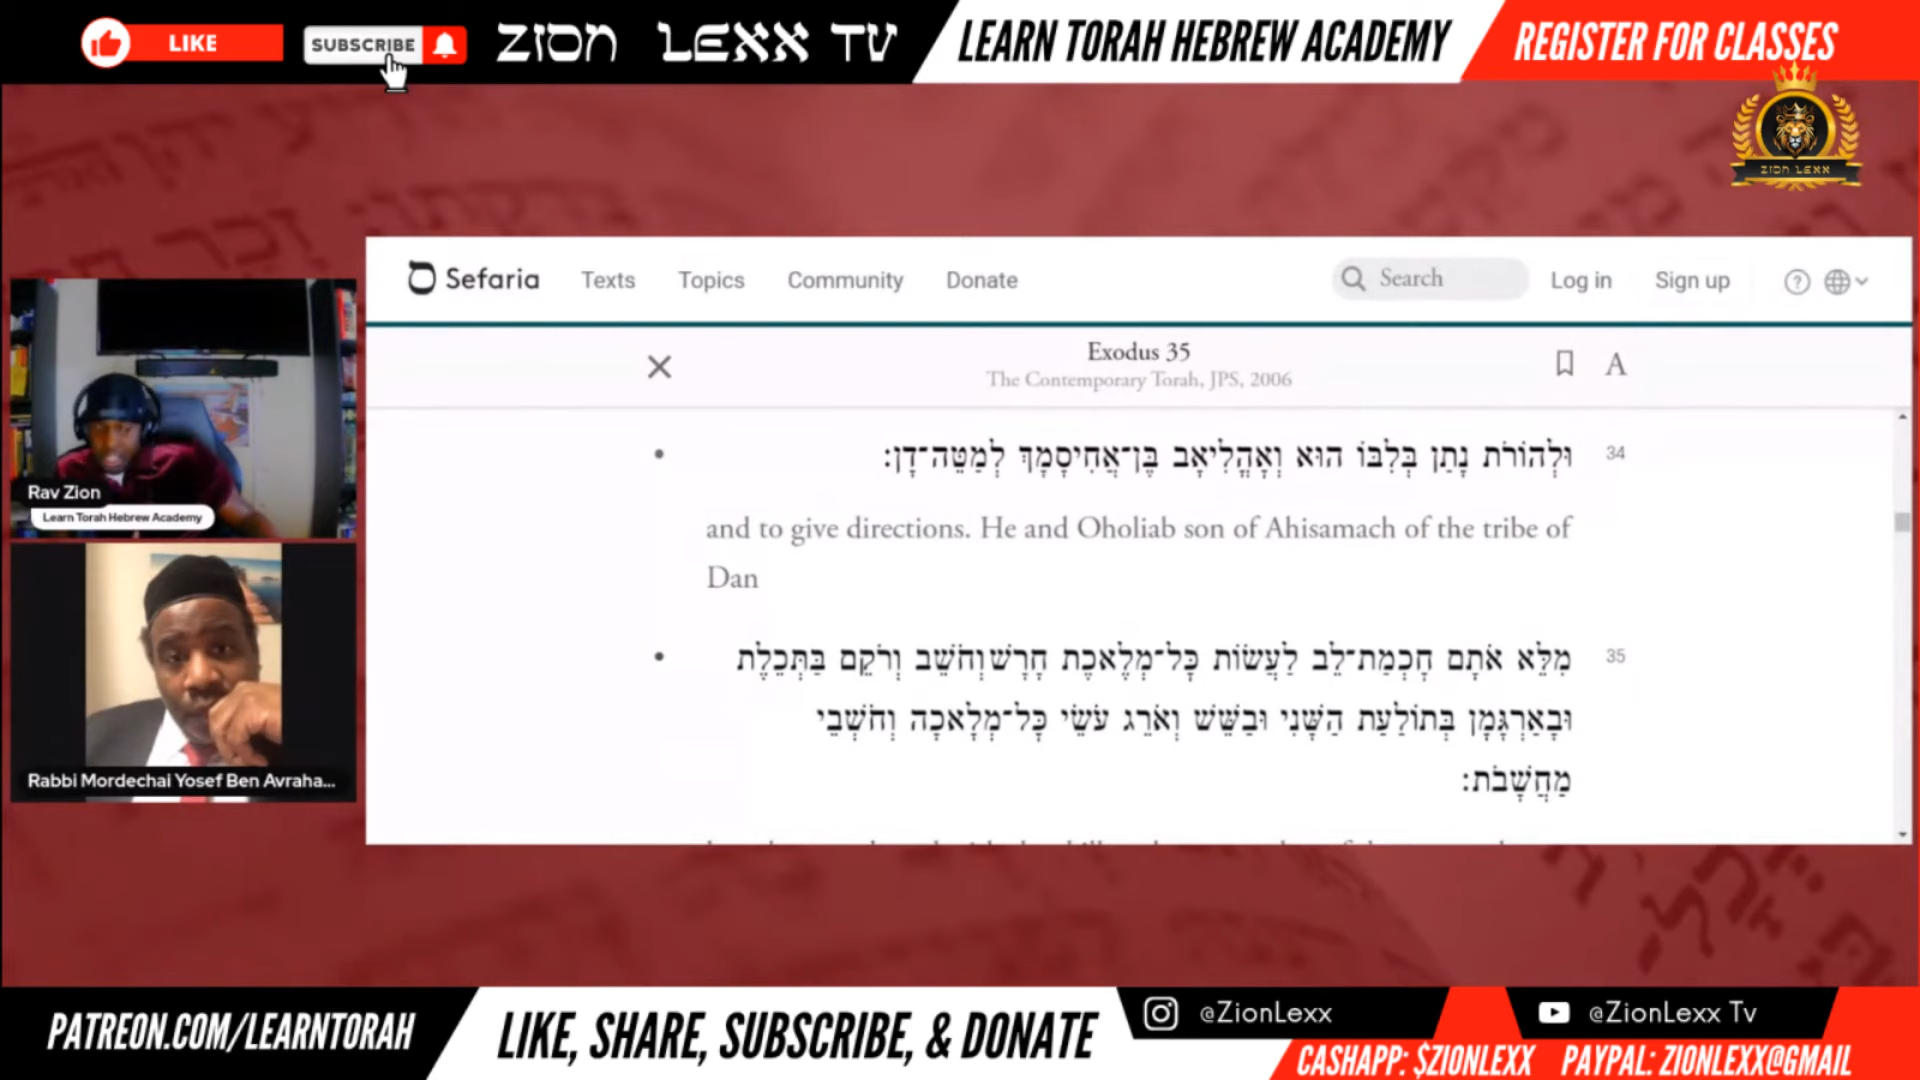 LIKE
SUBSCRIBE
ZION LEXX TV
LEARN TORAH HEBREW ACADEMY
REGISTER FOR CLASSES
ZION LEXX
Sefaria
Texts
Topics
Community
Donate
Search
Log in
Sign up
Exodus 35
The Contemporary Torah, JPS, 2006
A
34
וּלְהוֹרֹת נָתַן בְּלִבּוֹ הוּא וְאָהֳלִיאָב בֶּן־אֲחִיסָמָךְ לְמַטֵּה־דָן׃
and to give directions. He and Oholiab son of Ahisamach of the tribe of
Dan
35
מִלֵּא אֹתָם חׇכְמַת־לֵב לַעֲשׂוֹת כׇּל־מְלֶאכֶת חָרָשׁ וְחֹשֵׁב וְרֹקֵם בַּתְּכֵלֶת
וּבָאַרְגָּמָן בְּתוֹלַעַת הַשָּׁנִי וּבַשֵּׁשׁ וְאֹרֵג עֹשֵׂי כׇּל־מְלָאכָה וְחֹשְׁבֵי
מַחֲשָׁבֹת׃
Rav Zion
Learn Torah Hebrew Academy
Rabbi Mordechai Yosef Ben Avraha...
PATREON.COM/LEARNTORAH
LIKE, SHARE, SUBSCRIBE, & DONATE
@ZionLexx
@ZionLexx Tv
CASHAPP: $ZIONLEXX
PAYPAL: ZIONLEXX@GMAIL